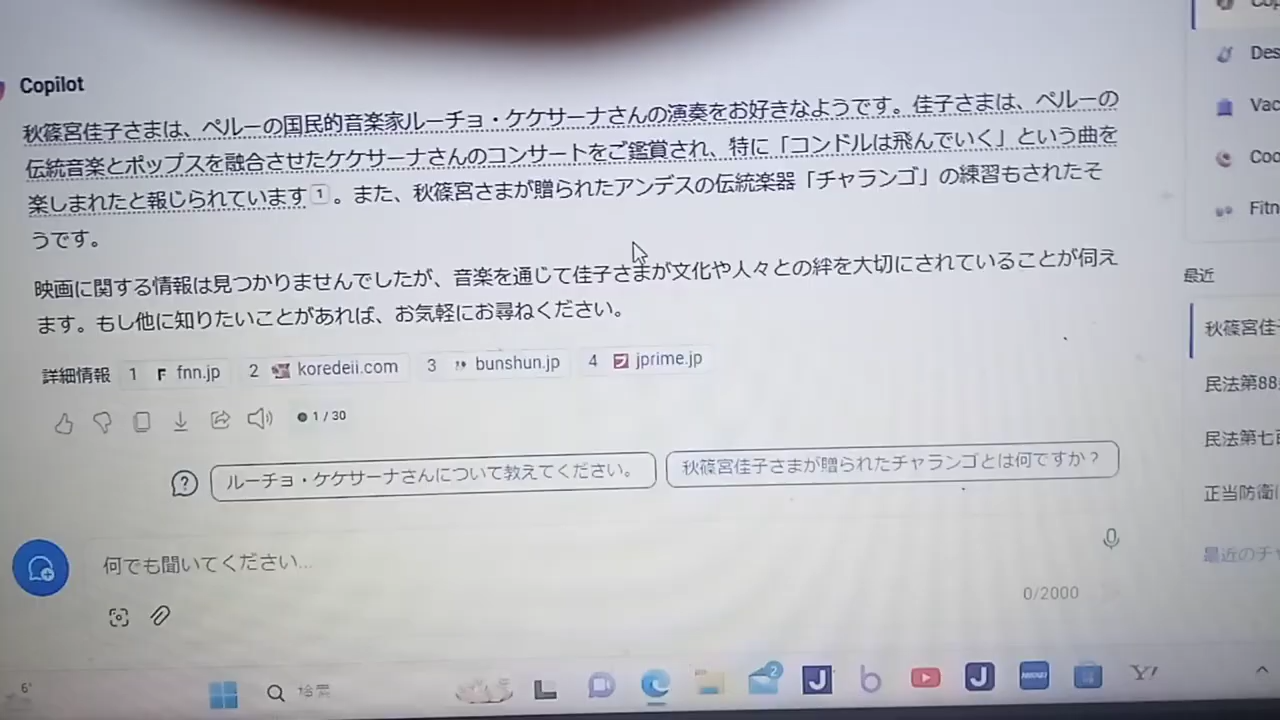 Copilot
秋篠宮佳子さまは、ペルーの国民的音楽家ルーチョ・ケケサーナさんの演奏をお好きなようです。佳子さまは、ペルーの
伝統音楽とポップスを融合させたケケサーナさんのコンサートをご鑑賞され、特に「コンドルは飛んでいく」という曲を
楽しまれたと報じられています 1 。また、秋篠宮さまが贈られたアンデスの伝統楽器「チャランゴ」の練習もされたそ
うです。
映画に関する情報は見つかりませんでしたが、音楽を通じて佳子さまが文化や人々との絆を大切にされていることが伺え
ます。もし他に知りたいことがあれば、お気軽にお尋ねください。
詳細情報 1 F fnn.jp 2 koredeii.com 3 bunshun.jp 4 jprime.jp
1 / 30
ルーチョ・ケケサーナさんについて教えてください。
秋篠宮佳子さまが贈られたチャランゴとは何ですか？
何でも聞いてください...
0/2000
Des
Vac
Coo
Fitn
最近
秋篠宮佳
民法第88
民法第七百
正当防衛
最近のチャ
検索
2
J
b
J
Y!
6°